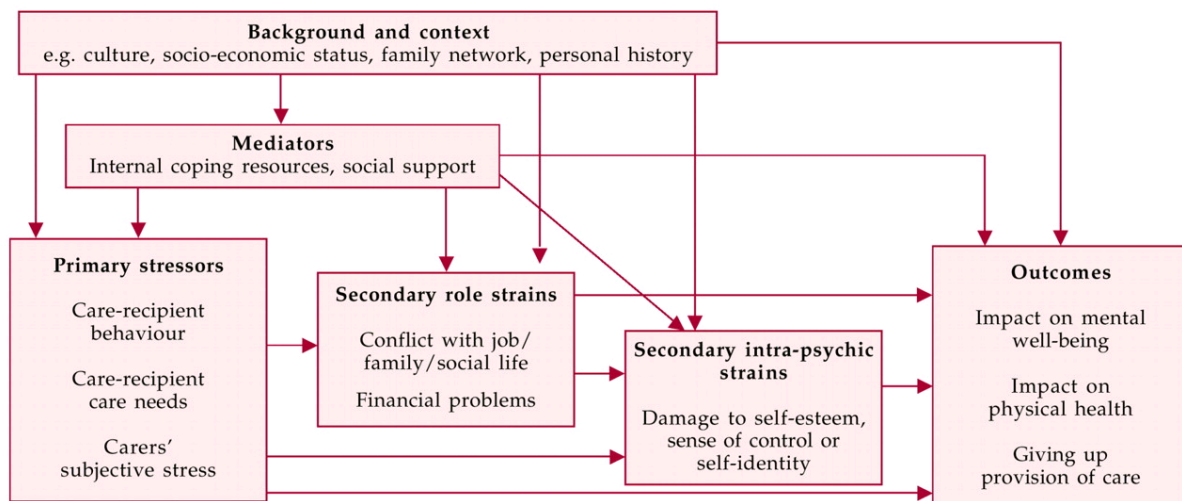 Background and context
e.g. culture, socio-economic status, family network, personal history
Mediators
Internal coping resources, social support
Primary stressors
Care-recipient
behaviour
Care-recipient
care needs
Carers'
subjective stress
Secondary role strains
Conflict with job/
family/social life
Financial problems
Secondary intra-psychic
strains
Damage to self-esteem,
sense of control or
self-identity
Outcomes
Impact on mental
well-being
Impact on
physical health
Giving up
provision of care